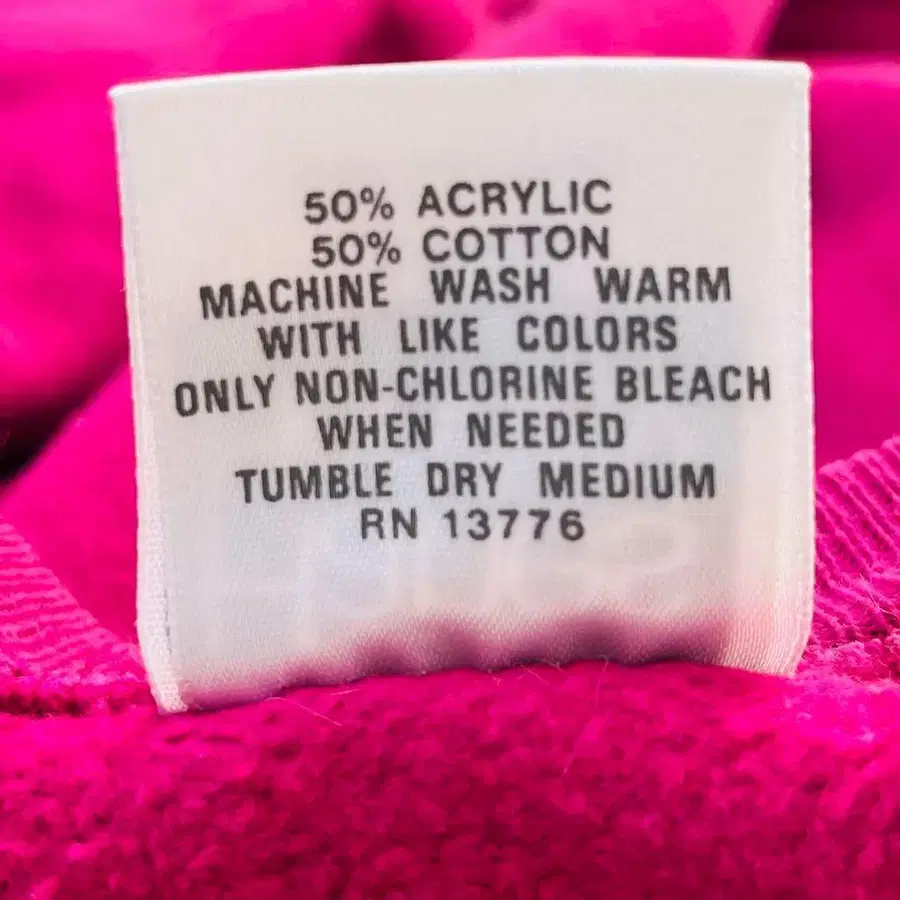 50% ACRYLIC
50% COTTON
MACHINE WASH WARM
WITH LIKE COLORS
ONLY NON-CHLORINE BLEACH
WHEN NEEDED
TUMBLE DRY MEDIUM
RN 13776